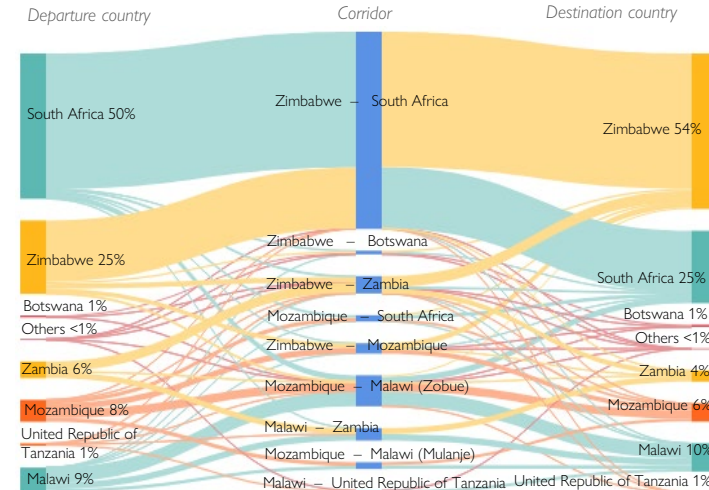 Departure country
Corridor
Destination country
South Africa 50%
Zimbabwe 25%
Botswana 1%
Others <1%
Zambia 6%
Mozambique 8%
United Republic of
Tanzania 1%
Malawi 9%
Zimbabwe – South Africa
Zimbabwe – Botswana
Zimbabwe – Zambia
Mozambique – South Africa
Zimbabwe – Mozambique
Mozambique – Malawi (Zobue)
Malawi – Zambia
Mozambique – Malawi (Mulanje)
Malawi – United Republic of Tanzania
Zimbabwe 54%
South Africa 25%
Botswana 1%
Others <1%
Zambia 4%
Mozambique 6%
Malawi 10%
United Republic of Tanzania 1%